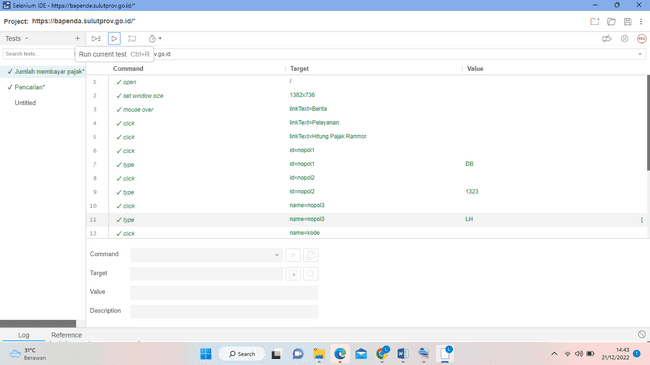 Selenium IDE - https://bapenda.sulutprov.go.id/*
Project: https://bapenda.sulutprov.go.id/*
Tests
Search tests...
Run current test Ctrl+R
v.go.id
Command Target Value
Jumlah membayar pajak*
Pencarian*
Untitled
1 open /
2 set window size 1382x736
3 mouse over linkText=Berita
4 click linkText=Pelayanan
5 click linkText=Hitung Pajak Ranmor
6 click id=nopol1
7 type id=nopol1 DB
8 click id=nopol2
9 type id=nopol2 1323
10 click name=nopol3
11 type name=nopol3 LH
12 click name=kode
Command
Target
Value
Description
Log Reference
31°C
Berawan
Search
14:43
21/12/2022